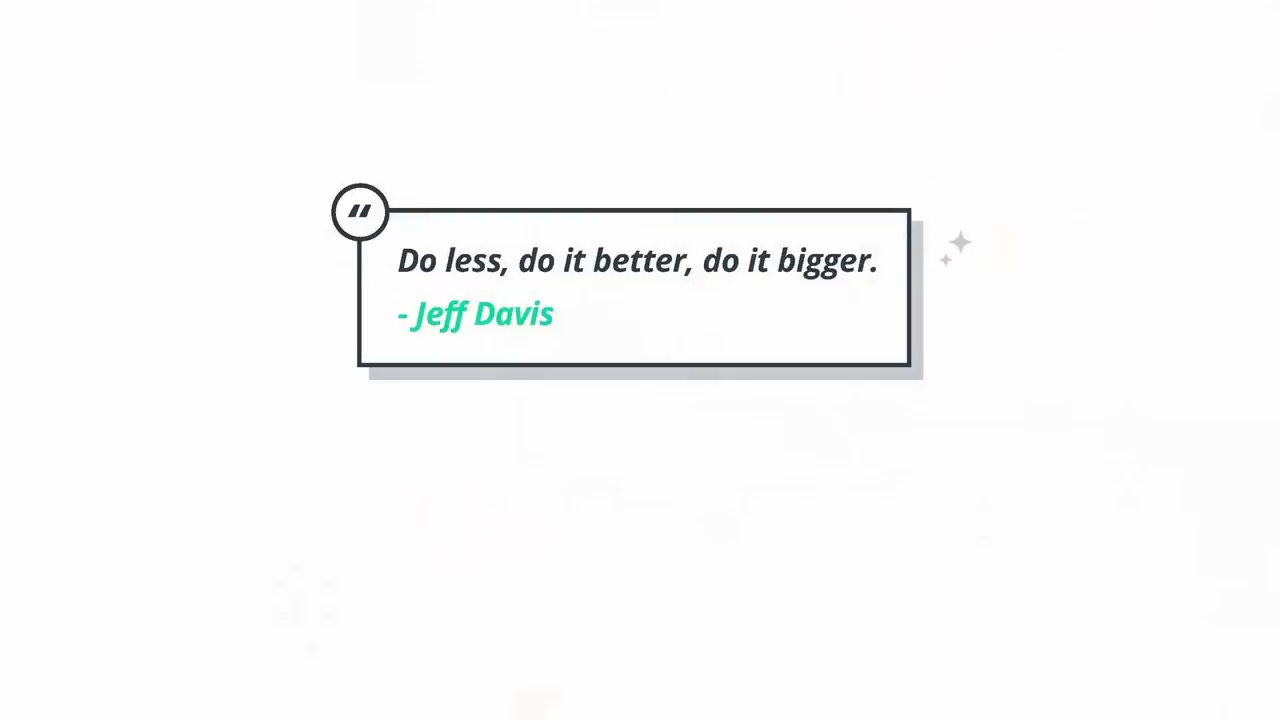 “
Do less, do it better, do it bigger.
- Jeff Davis